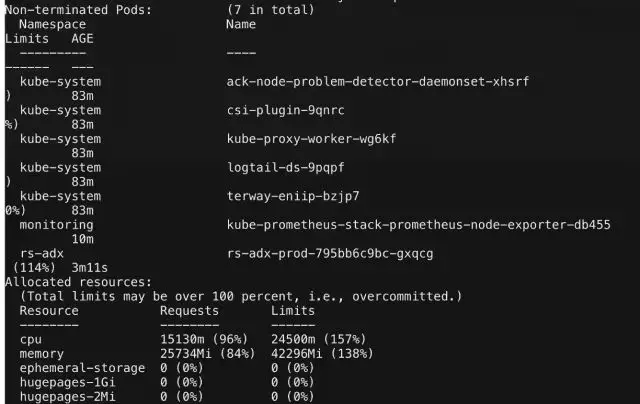 Non-terminated Pods:          (7 in total)
  Namespace                   Name
Limits   AGE
  ---------                   ----
------   ---
  kube-system                 ack-node-problem-detector-daemonset-xhsrf
)        83m
  kube-system                 csi-plugin-9qnrc
%)       83m
  kube-system                 kube-proxy-worker-wg6kf
         83m
  kube-system                 logtail-ds-9pqpf
)        83m
  kube-system                 terway-eniip-bzjp7
0%)      83m
  monitoring                  kube-prometheus-stack-prometheus-node-exporter-db455
         10m
  rs-adx                      rs-adx-prod-795bb6c9bc-gxqcg
 (114%)  3m11s
Allocated resources:
  (Total limits may be over 100 percent, i.e., overcommitted.)
  Resource           Requests       Limits
  --------           --------       ------
  cpu                15130m (96%)   24500m (157%)
  memory             25734Mi (84%)  42296Mi (138%)
  ephemeral-storage  0 (0%)         0 (0%)
  hugepages-1Gi      0 (0%)         0 (0%)
  hugepages-2Mi      0 (0%)         0 (0%)